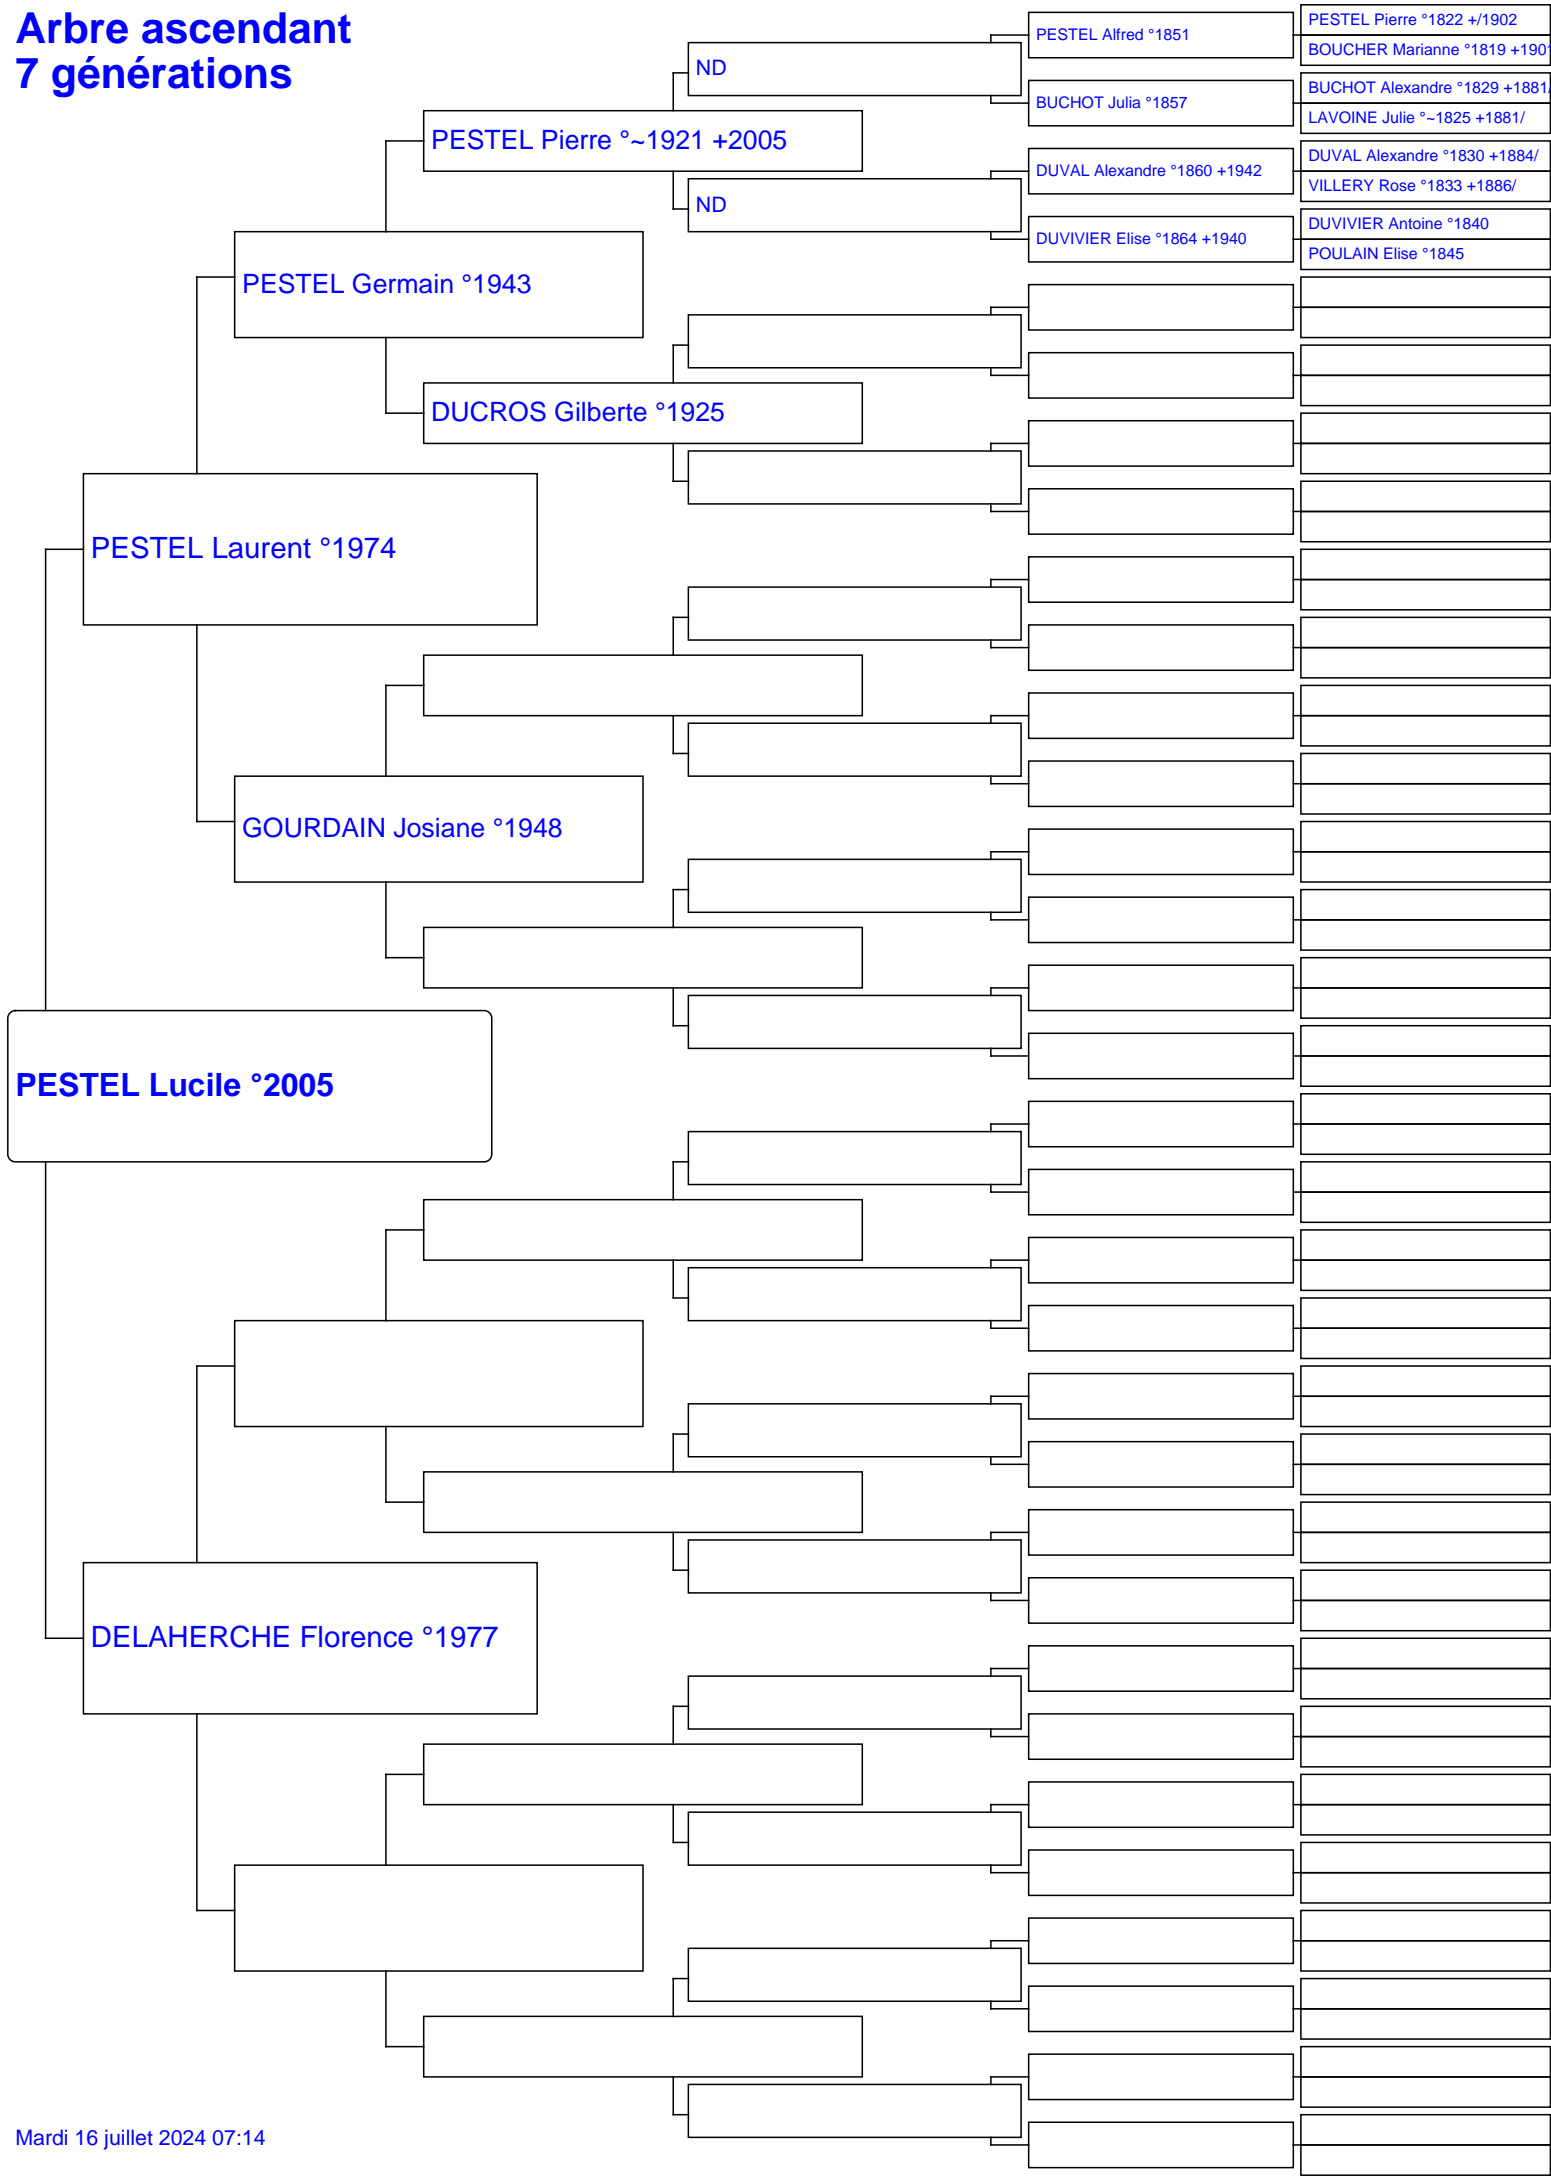 Arbre ascendant
7 générations
PESTEL Lucile °2005
PESTEL Laurent °1974
DELAHERCHE Florence °1977
PESTEL Germain °1943
GOURDAIN Josiane °1948
PESTEL Pierre °~1921 +2005
DUCROS Gilberte °1925
ND
ND
PESTEL Alfred °1851
BUCHOT Julia °1857
DUVAL Alexandre °1860 +1942
DUVIVIER Elise °1864 +1940
PESTEL Pierre °1822 +/1902
BOUCHER Marianne °1819 +1901
BUCHOT Alexandre °1829 +1881/
LAVOINE Julie °~1825 +1881/
DUVAL Alexandre °1830 +1884/
VILLERY Rose °1833 +1886/
DUVIVIER Antoine °1840
POULAIN Elise °1845
Mardi 16 juillet 2024 07:14